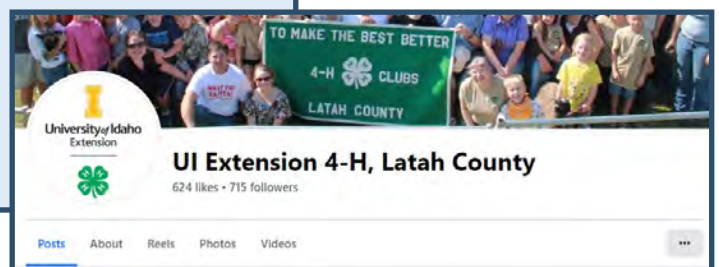 TO MAKE THE BEST BETTER
4-H CLUBS
LATAH COUNTY
University of Idaho
Extension
UI Extension 4-H, Latah County
624 likes • 715 followers
Posts About Reels Photos Videos